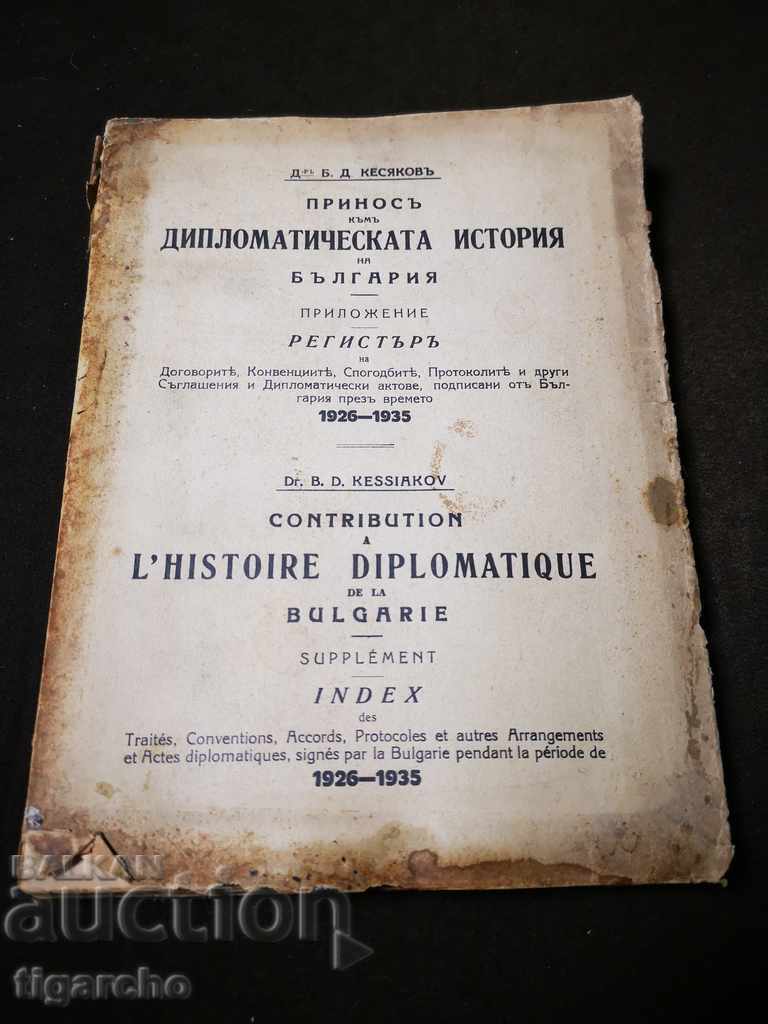 Д-ръ Б. Д. КЕСЯКОВЪ
ПРИНОСЪ
КЪМЪ
ДИПЛОМАТИЧЕСКАТА ИСТОРИЯ
НА
БЪЛГАРИЯ
ПРИЛОЖЕНИЕ
РЕГИСТЪРЪ
на
Договоритѣ, Конвенциитѣ, Спогодбитѣ, Протоколитѣ и други
Съглашения и Дипломатически актове, подписани отъ Бъл-
гария презъ времето
1926—1935
Dr. B. D. KESSIAKOV
CONTRIBUTION
A
L'HISTOIRE DIPLOMATIQUE
DE LA
BULGARIE
SUPPLÉMENT
INDEX
des
Traités, Conventions, Accords, Protocoles et autres Arrangements
et Actes diplomatiques, signés par la Bulgarie pendant la période de
1926—1935
BALKAN
auction
tigarcho